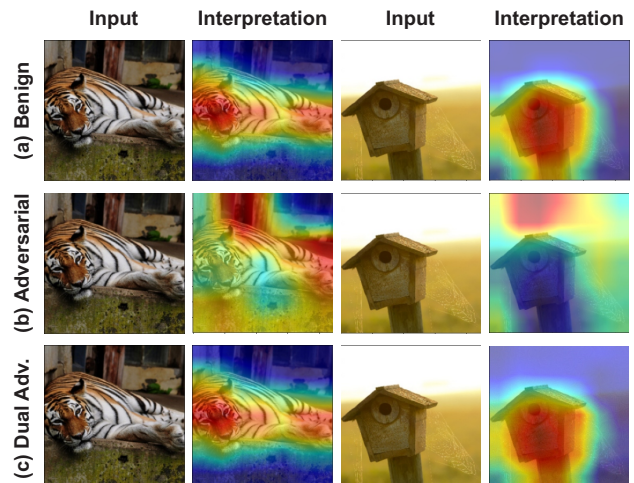 Input Interpretation Input Interpretation
(a) Benign
(b) Adversarial
(c) Dual Adv.